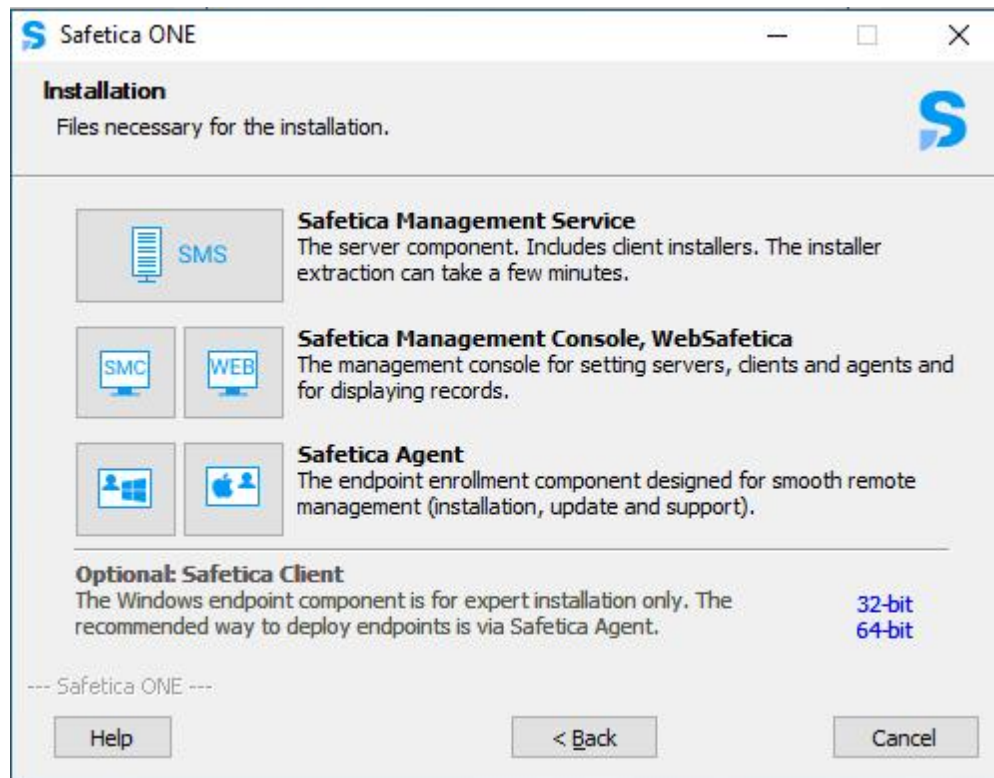 Safetica ONE
Installation
Files necessary for the installation.
SMS
Safetica Management Service
The server component. Includes client installers. The installer
extraction can take a few minutes.
SMC
WEB
Safetica Management Console, WebSafetica
The management console for setting servers, clients and agents and
for displaying records.
Safetica Agent
The endpoint enrollment component designed for smooth remote
management (installation, update and support).
Optional: Safetica Client
The Windows endpoint component is for expert installation only. The
recommended way to deploy endpoints is via Safetica Agent.
32-bit
64-bit
--- Safetica ONE ---
Help
< Back
Cancel